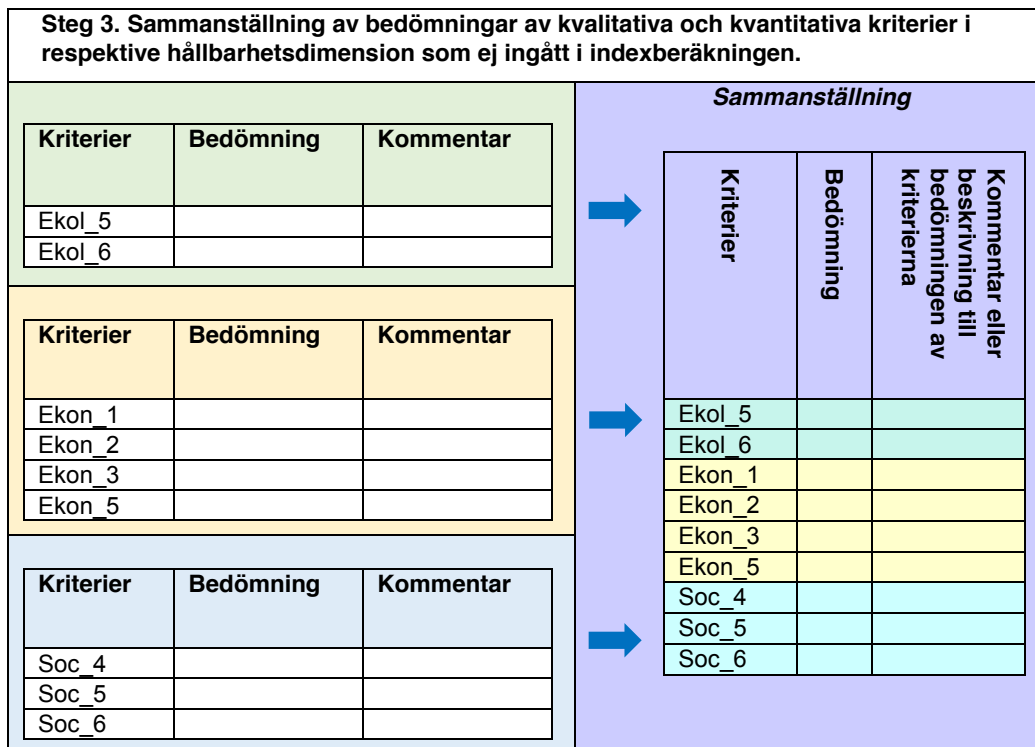 Steg 3. Sammanställning av bedömningar av kvalitativa och kvantitativa kriterier i
respektive hållbarhetsdimension som ej ingått i indexberäkningen.
Kriterier Bedömning Kommentar
Ekol_5
Ekol_6
Kriterier Bedömning Kommentar
Ekon_1
Ekon_2
Ekon_3
Ekon_5
Kriterier Bedömning Kommentar
Soc_4
Soc_5
Soc_6
Sammanställning
Kriterier
Bedömning
Kommentar eller
beskrivning till
bedömningen av
kriterierna
Ekol_5
Ekol_6
Ekon_1
Ekon_2
Ekon_3
Ekon_5
Soc_4
Soc_5
Soc_6